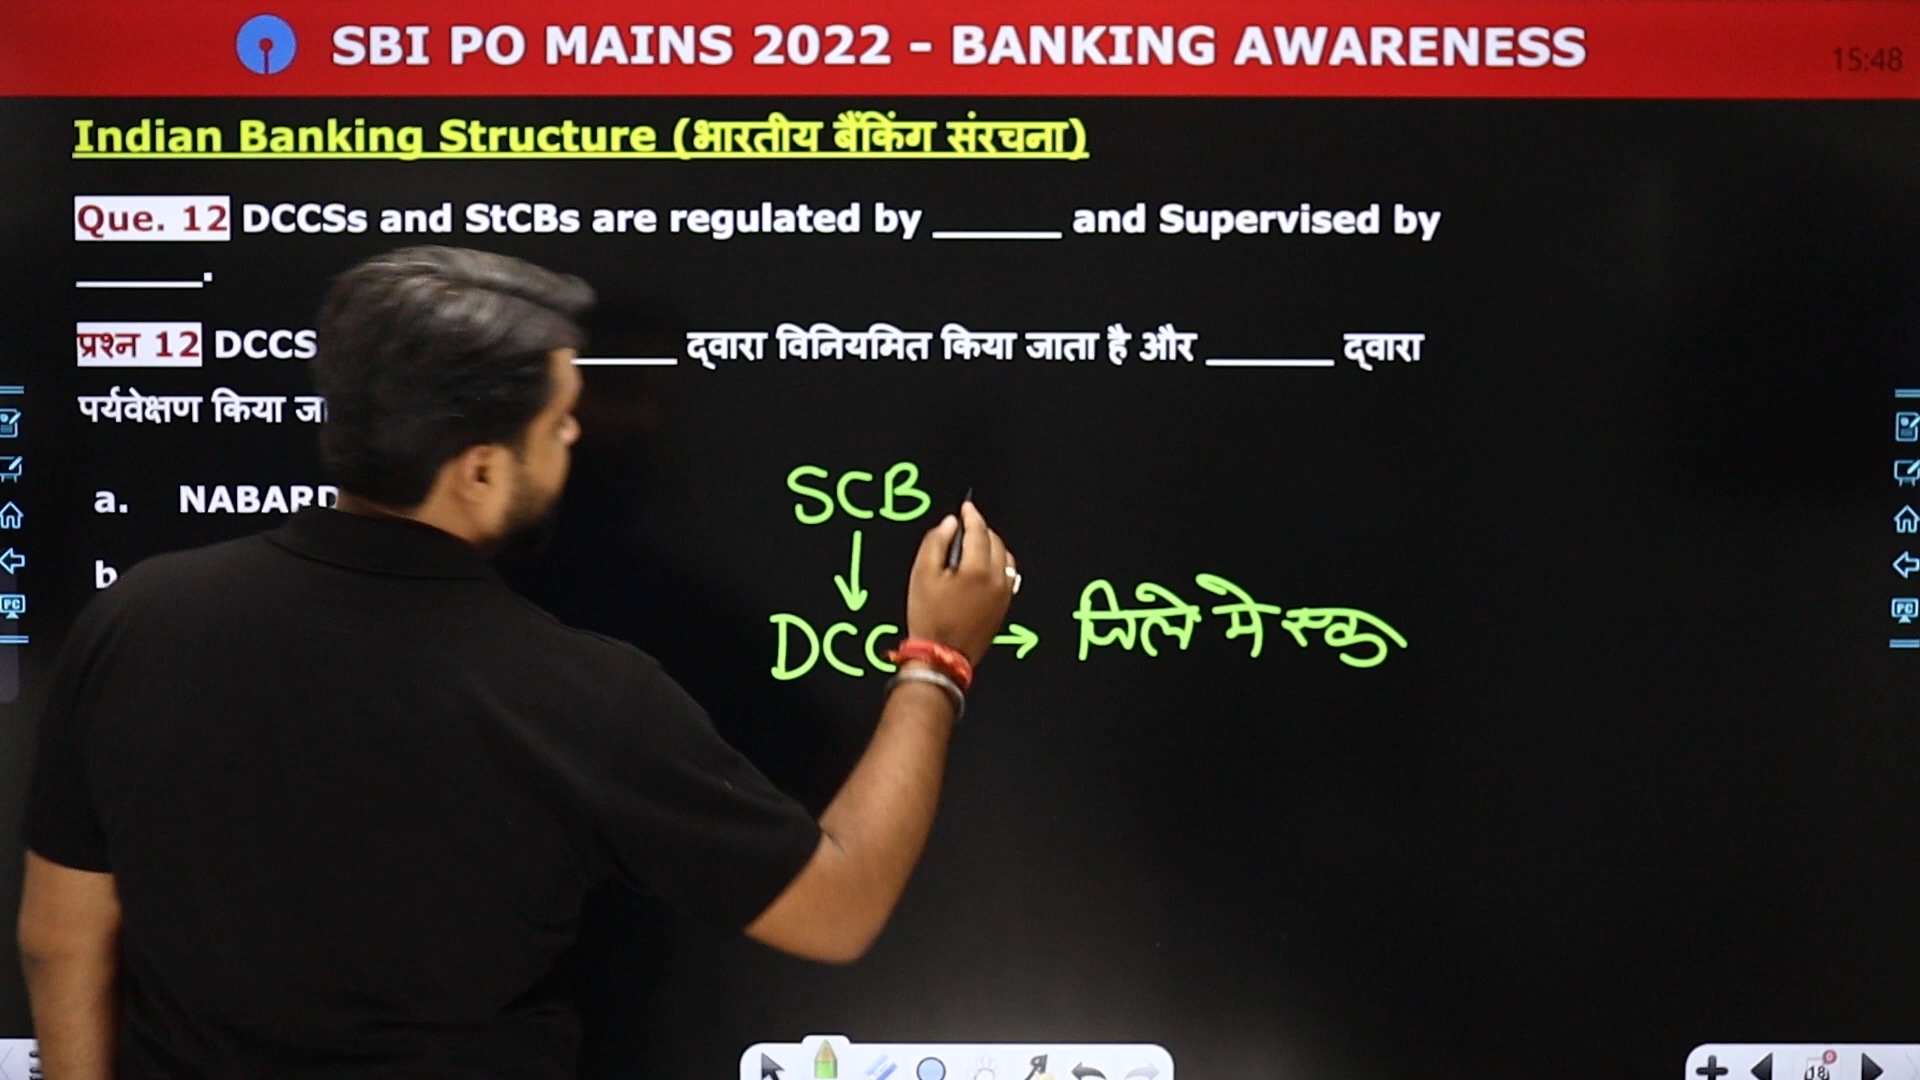 SBI PO MAINS 2022 - BANKING AWARENESS
15:48
Indian Banking Structure (भारतीय बैंकिंग संरचना)
Que. 12 DCCSs and StCBs are regulated by ______ and Supervised by
______.
प्रश्न 12 DCCS ______ द्वारा विनियमित किया जाता है और ______ द्वारा
पर्यवेक्षण किया
a. NABARD
SCB
b
DCC → जिले मे एक